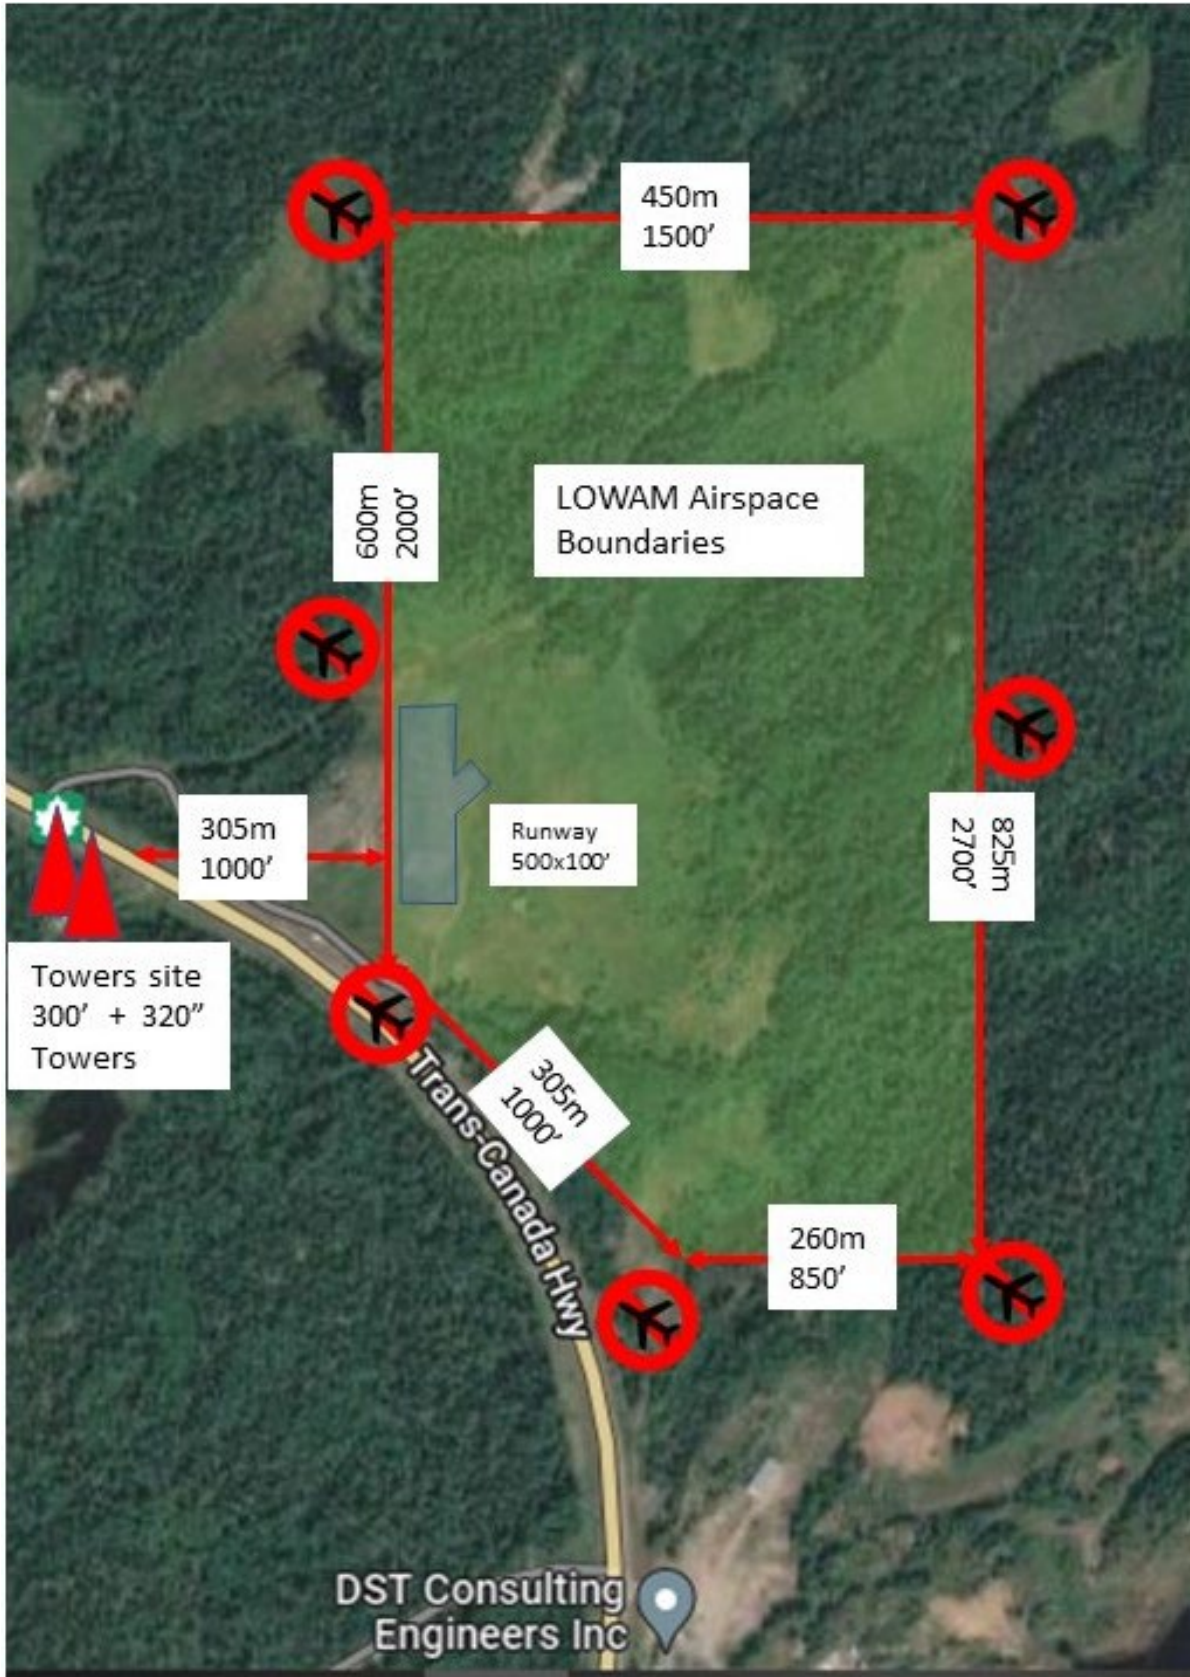 450m
1500’
600m
2000’
LOWAM Airspace
Boundaries
305m
1000’
Runway
500x100’
825m
2700’
Towers site
300’ + 320”
Towers
305m
1000’
Trans-Canada Hwy
260m
850’
DST Consulting
Engineers Inc